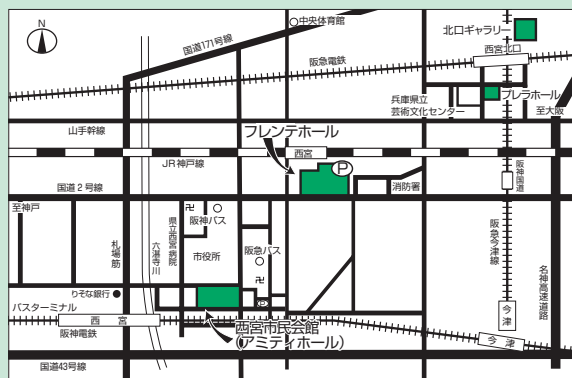 N
中央体育館
北口ギャラリー
国道171号線
阪急電鉄
西宮北口
兵庫県立
芸術文化センター
プレラホール
至大阪
山手幹線
フレンテホール
西宮
JR神戸線
P
阪神国道
消防署
国道2号線
至神戸
札場筋
六湛寺川
県立西宮病院
卍
阪神バス
市役所
阪急バス
卍
阪急今津線
名神高速道路
りそな銀行
バスターミナル
P
西宮
阪神電鉄
西宮市民会館
(アミティホール)
今津
今津
国道43号線